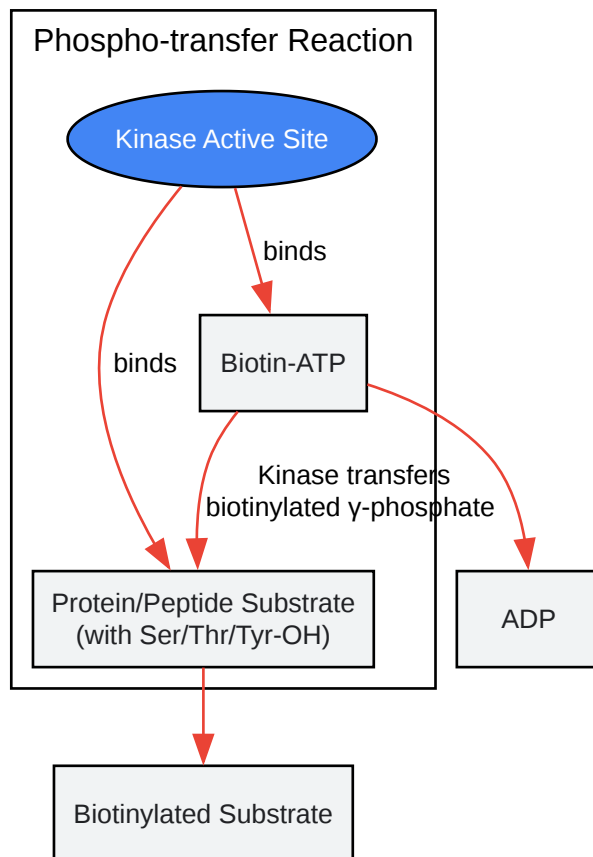 Phospho-transfer Reaction
Kinase Active Site
binds
binds
Biotin-ATP
Kinase transfers
biotinylated γ-phosphate
Protein/Peptide Substrate
(with Ser/Thr/Tyr-OH)
ADP
Biotinylated Substrate